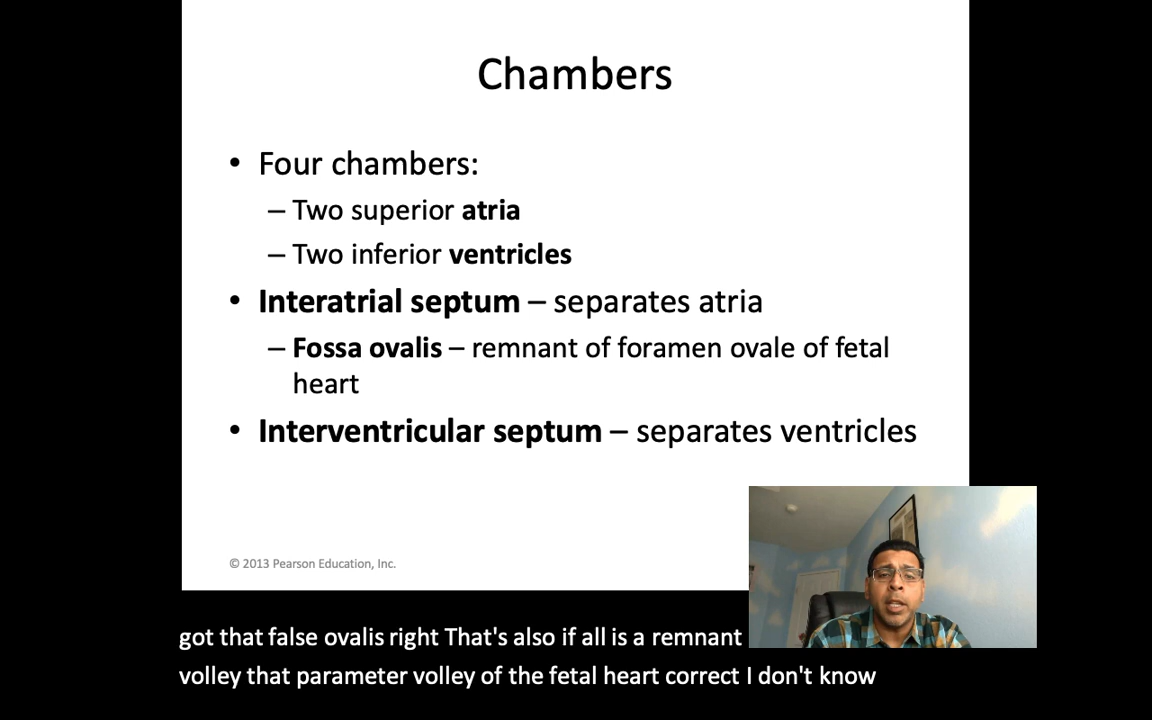 Chambers
• Four chambers:
– Two superior atria
– Two inferior ventricles
• Interatrial septum – separates atria
– Fossa ovalis – remnant of foramen ovale of fetal
heart
• Interventricular septum – separates ventricles
© 2013 Pearson Education, Inc.
got that false ovalis right That's also if all is a remnant
volley that parameter volley of the fetal heart correct I don't know